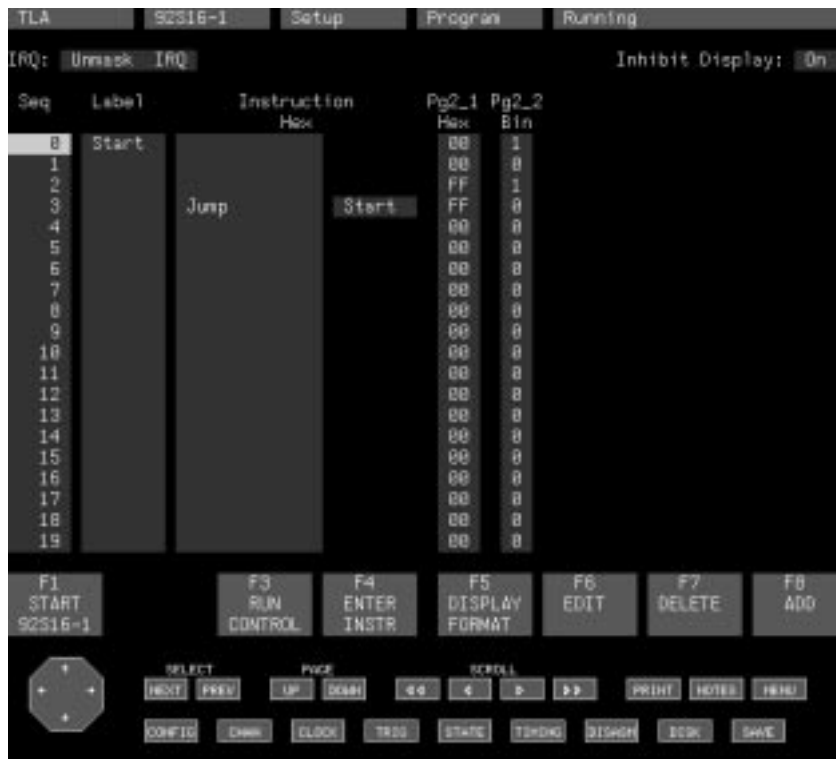 TLA 92S16-1 Setup Program Running
IRQ: Unmask IRQ Inhibit Display: On
Seq Label Instruction Pg2_1 Pg2_2
Hex Hex Bin
0 Start 00 1
1 00 0
2 FF 1
3 Jump Start FF 0
4 00 0
5 00 0
6 00 0
7 00 0
8 00 0
9 00 0
10 00 0
11 00 0
12 00 0
13 00 0
14 00 0
15 00 0
16 00 0
17 00 0
18 00 0
19 00 0
F1 F3 F4 F5 F6 F7 F8
START RUN ENTER DISPLAY EDIT DELETE ADD
92S16-1 CONTROL INSTR FORMAT
SELECT PAGE SCROLL
NEXT PREV UP DOWN PRINT NOTES MENU
CONFIG CHAN CLOCK TRIG STATE TIMING DISASM DISK SAVE